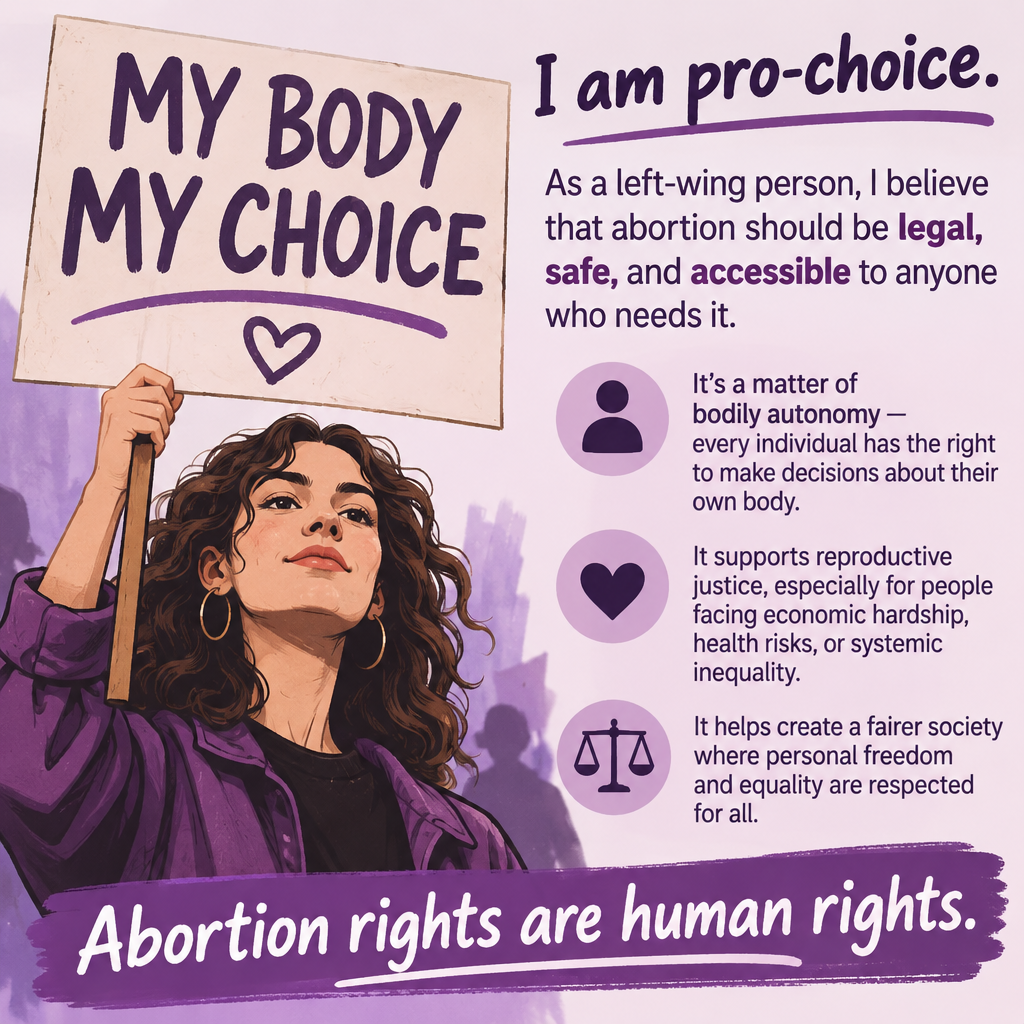 MY BODY
MY CHOICE
I am pro-choice.
As a left-wing person, I believe
that abortion should be legal,
safe, and accessible to anyone
who needs it.
It's a matter of
bodily autonomy —
every individual has the right
to make decisions about their
own body.
It supports reproductive
justice, especially for people
facing economic hardship,
health risks, or systemic
inequality.
It helps create a fairer society
where personal freedom
and equality are respected
for all.
Abortion rights are human rights.